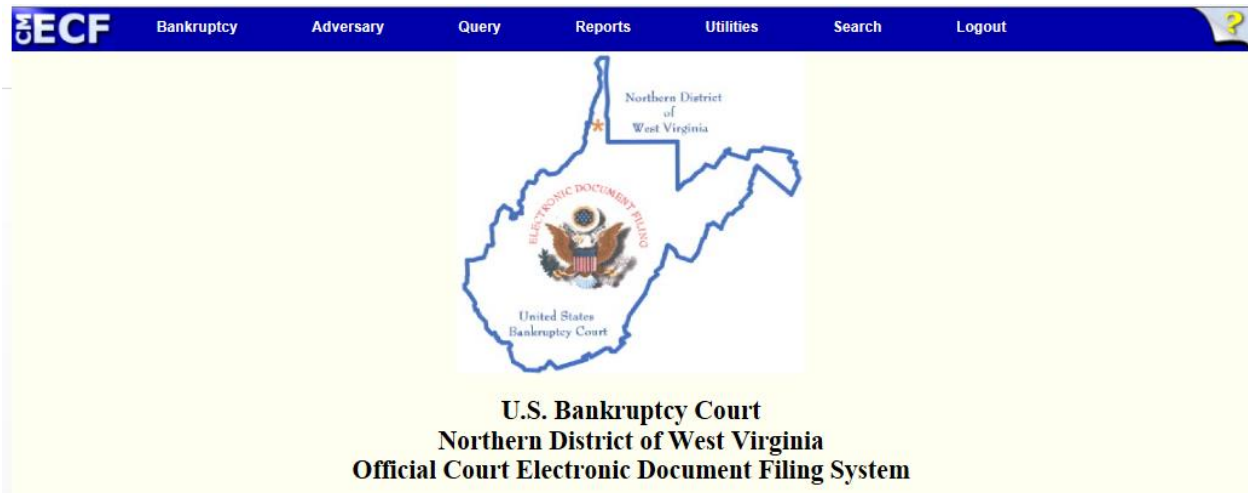 CM ECF Bankruptcy Adversary Query Reports Utilities Search Logout ?
Northern District
of
West Virginia
ELECTRONIC DOCUMENT FILING
United States
Bankruptcy Court
U.S. Bankruptcy Court
Northern District of West Virginia
Official Court Electronic Document Filing System